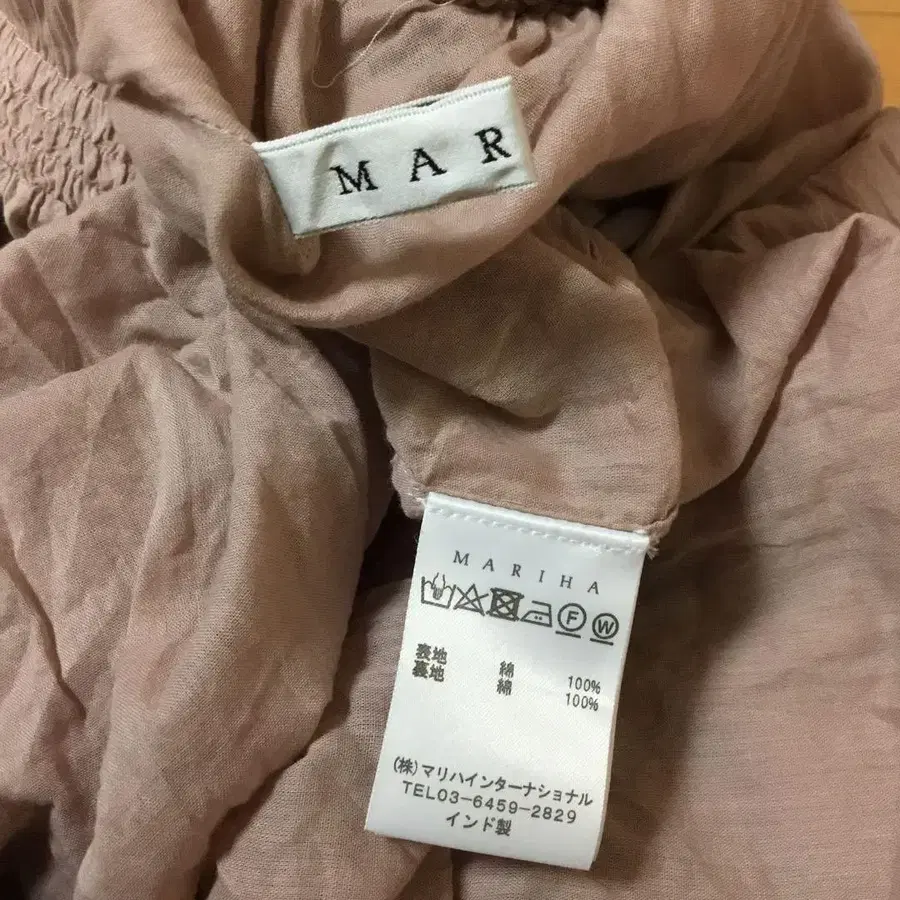 MAR
MARIHA
F W
表地 綿 100%
裏地 綿 100%
(株)マリハインターナショナル
TEL03-6459-2829
インド製